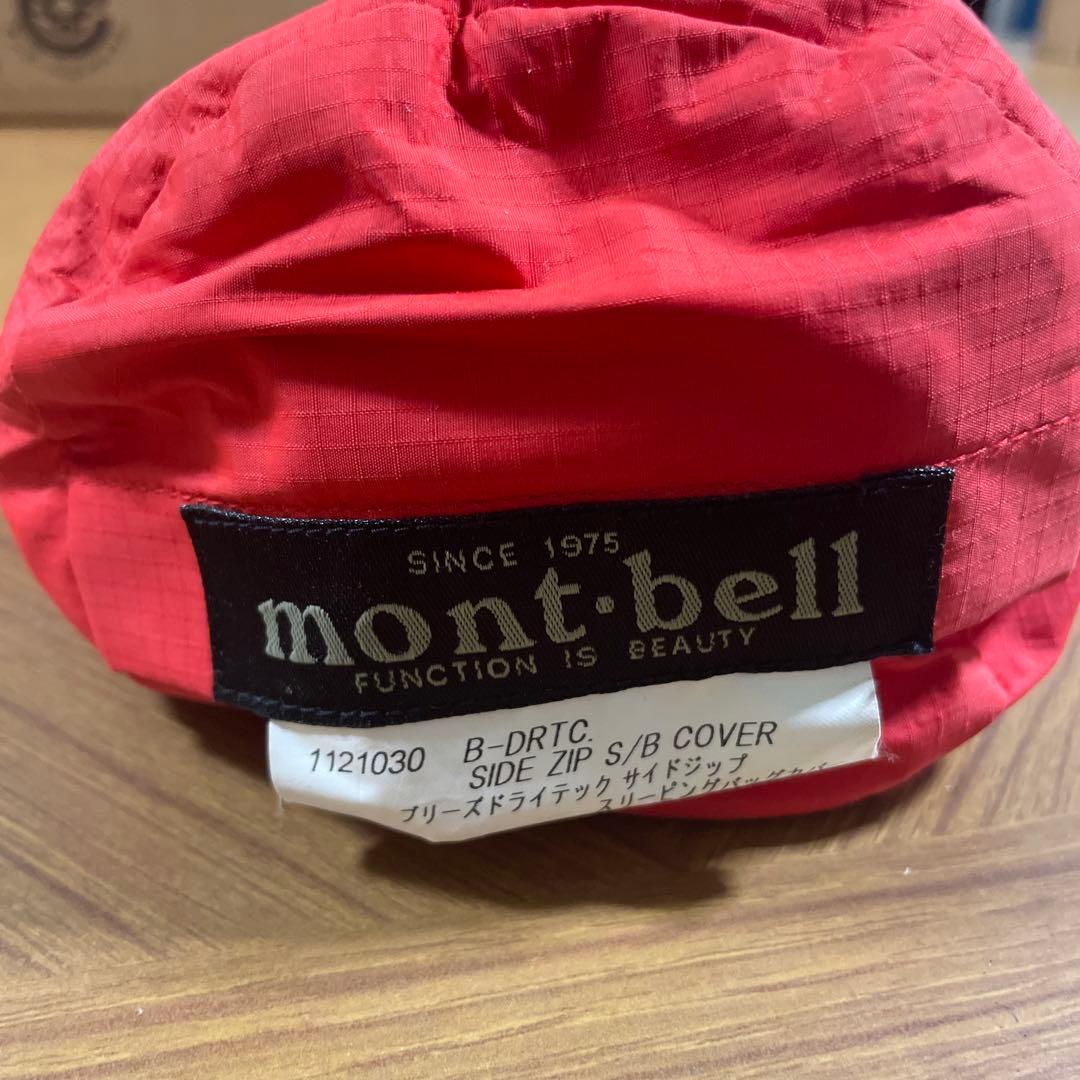 SINCE 1975
mont·bell
FUNCTION IS BEAUTY
1121030 B-DRTC.
SIDE ZIP S/B COVER
ブリーズドライテック サイドジップ
スリーピングバッグカバー